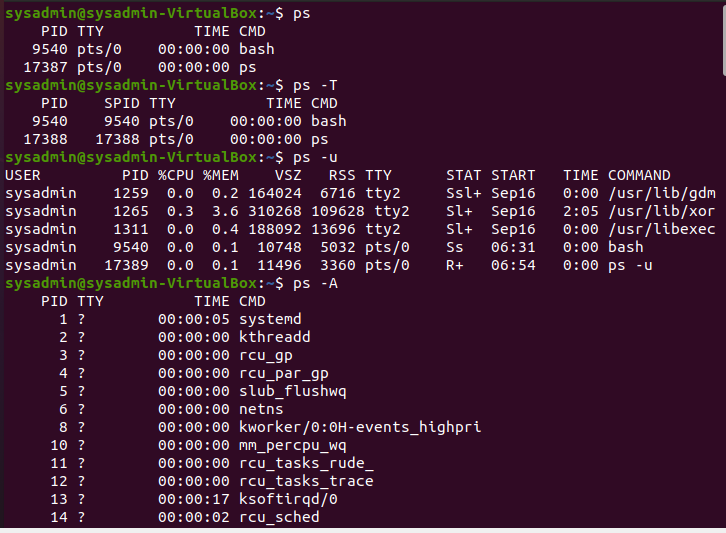 sysadmin@sysadmin-VirtualBox:~$ ps
    PID TTY          TIME CMD
   9540 pts/0    00:00:00 bash
  17387 pts/0    00:00:00 ps
sysadmin@sysadmin-VirtualBox:~$ ps -T
    PID    SPID TTY          TIME CMD
   9540    9540 pts/0    00:00:00 bash
  17388   17388 pts/0    00:00:00 ps
sysadmin@sysadmin-VirtualBox:~$ ps -u
USER         PID %CPU %MEM    VSZ   RSS TTY      STAT START   TIME COMMAND
sysadmin    1259  0.0  0.2 164024  6716 tty2     Ssl+ Sep16   0:00 /usr/lib/gdm
sysadmin    1265  0.3  3.6 310268 109628 tty2    Sl+  Sep16   2:05 /usr/lib/xor
sysadmin    1311  0.0  0.4 188092 13696 tty2     Sl+  Sep16   0:00 /usr/libexec
sysadmin    9540  0.0  0.1  10748  5032 pts/0    Ss   06:31   0:00 bash
sysadmin   17389  0.0  0.1  11496  3360 pts/0    R+   06:54   0:00 ps -u
sysadmin@sysadmin-VirtualBox:~$ ps -A
    PID TTY          TIME CMD
      1 ?        00:00:05 systemd
      2 ?        00:00:00 kthreadd
      3 ?        00:00:00 rcu_gp
      4 ?        00:00:00 rcu_par_gp
      5 ?        00:00:00 slub_flushwq
      6 ?        00:00:00 netns
      8 ?        00:00:00 kworker/0:0H-events_highpri
     10 ?        00:00:00 mm_percpu_wq
     11 ?        00:00:00 rcu_tasks_rude_
     12 ?        00:00:00 rcu_tasks_trace
     13 ?        00:00:17 ksoftirqd/0
     14 ?        00:00:02 rcu_sched